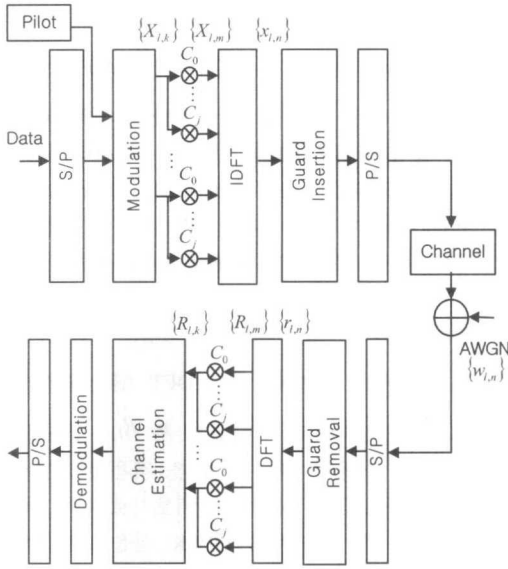 Pilot
{X_{l,k}} {X_{l,m}} {x_{l,n}}
Data
S/P
Modulation
C_0
...
C_j
...
C_0
...
C_j
IDFT
Guard Insertion
P/S
Channel
AWGN
{w_{l,n}}
{R_{l,k}} {R_{l,m}} {r_{l,n}}
P/S
Demodulation
Channel Estimation
C_0
...
C_j
...
C_0
...
C_j
DFT
Guard Removal
S/P